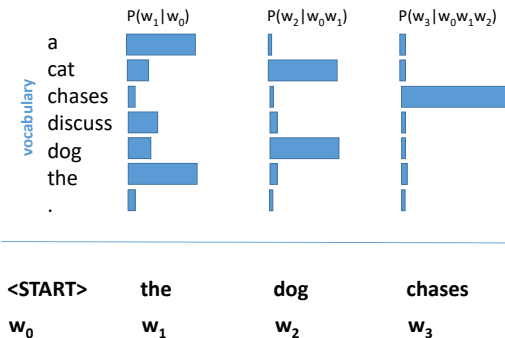 P(w₁|w₀) P(w₂|w₀w₁) P(w₃|w₀w₁w₂)
vocabulary
a
cat
chases
discuss
dog
the
.
<START> the dog chases
w₀ w₁ w₂ w₃